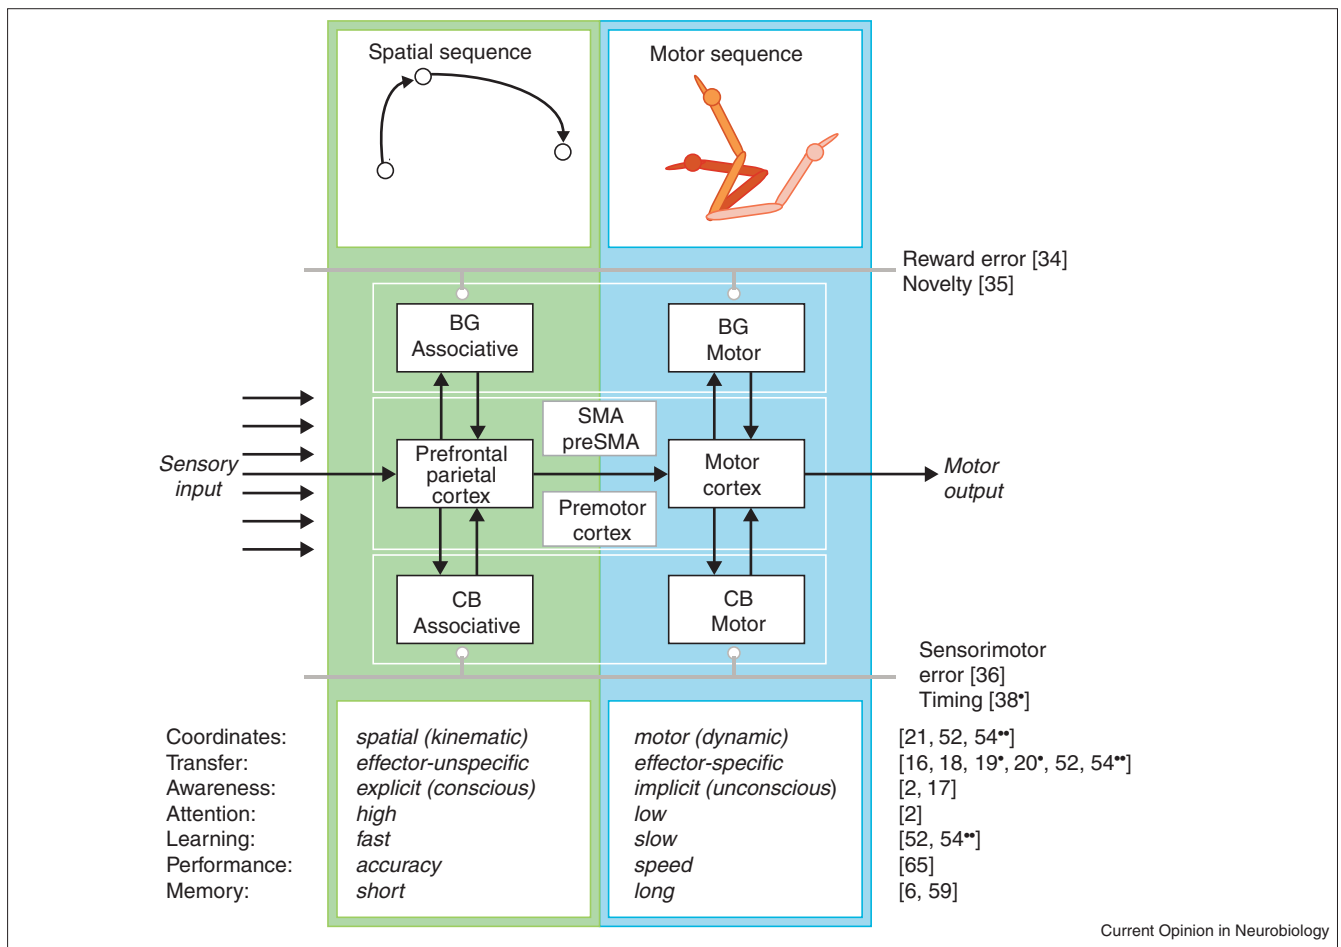 Spatial sequence
Motor sequence
Reward error [34]
Novelty [35]
BG
Associative
BG
Motor
SMA
preSMA
Sensory
input
Prefrontal
parietal
cortex
Motor
cortex
Motor
output
Premotor
cortex
CB
Associative
CB
Motor
Sensorimotor
error [36]
Timing [38•]
Coordinates: spatial (kinematic) motor (dynamic) [21, 52, 54••]
Transfer: effector-unspecific effector-specific [16, 18, 19•, 20•, 52, 54••]
Awareness: explicit (conscious) implicit (unconscious) [2, 17]
Attention: high low [2]
Learning: fast slow [52, 54••]
Performance: accuracy speed [65]
Memory: short long [6, 59]
Current Opinion in Neurobiology